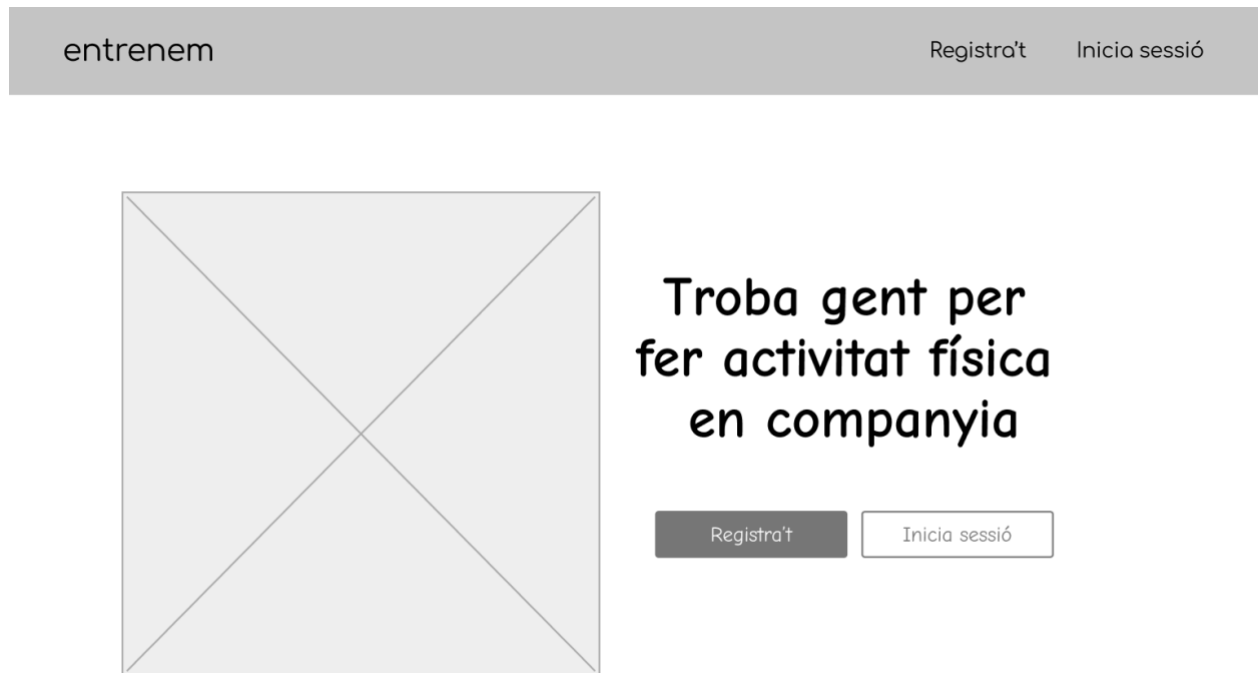 entrenem
Registra't
Inicia sessió
Troba gent per
fer activitat física
en companyia
Registra't
Inicia sessió